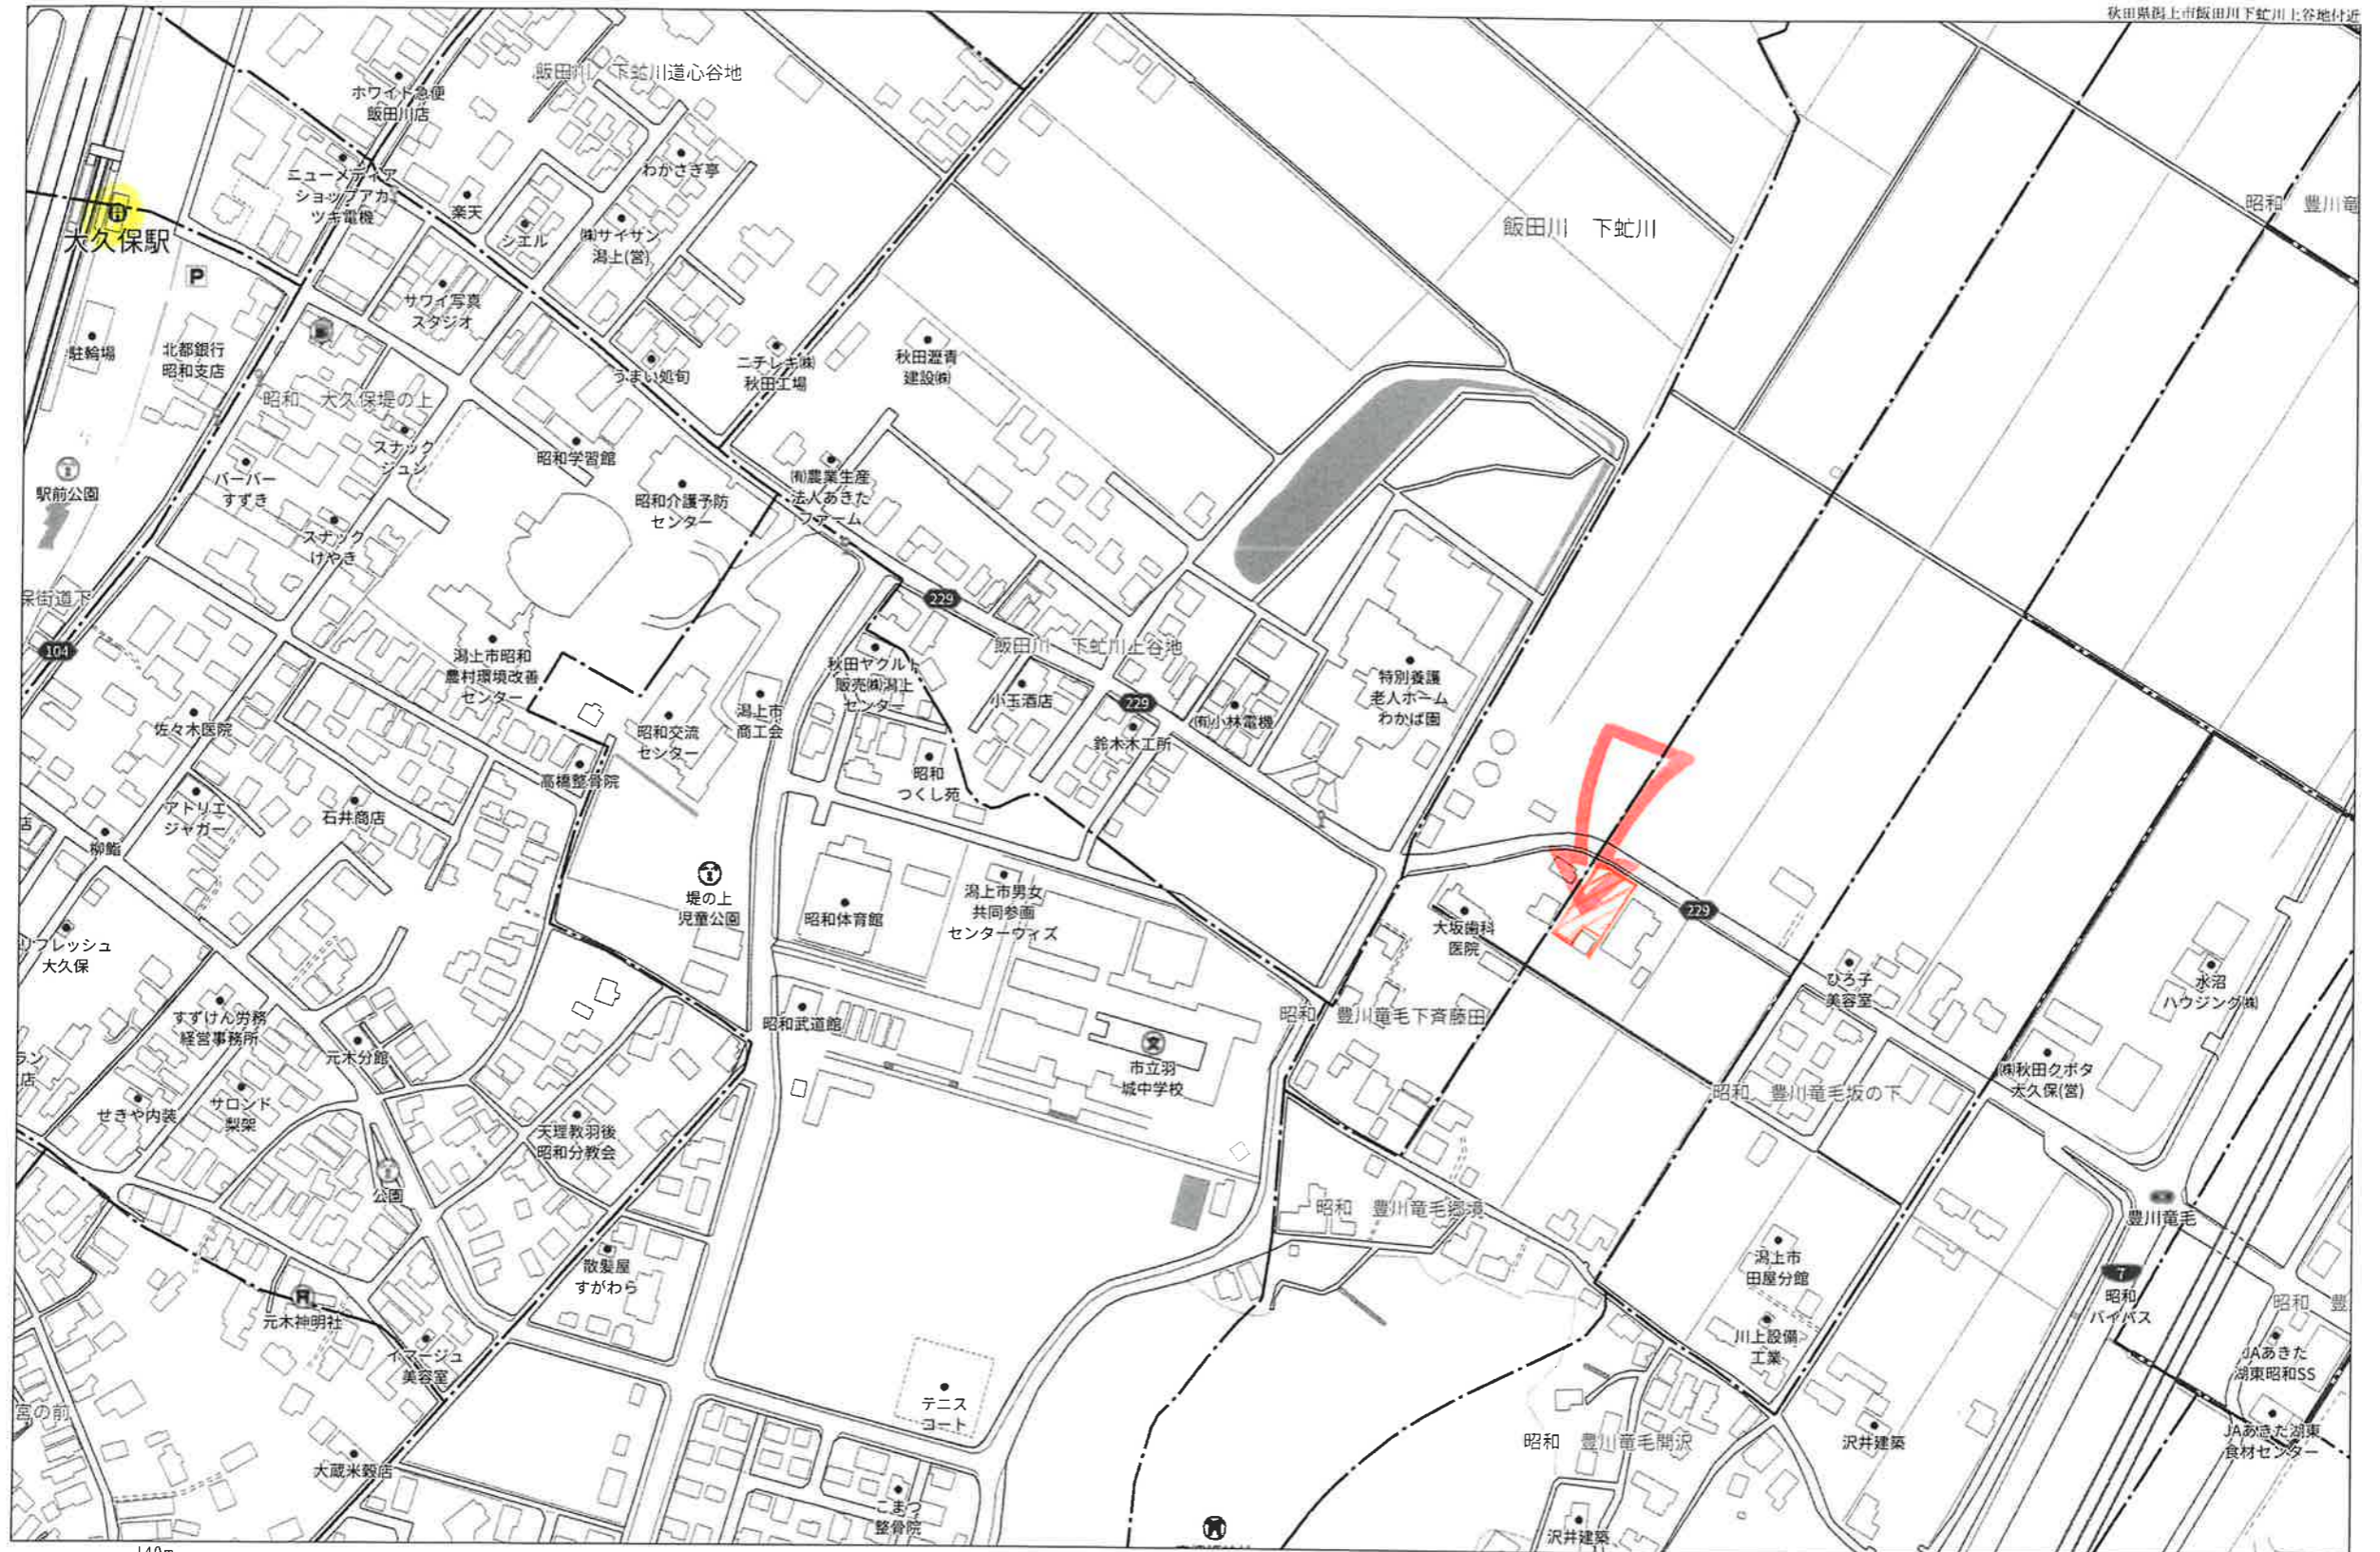 秋田県潟上市飯田川下虻川上谷地付近
飯田川　下虻川道心谷地
ホワイト急便
飯田川店
わかさぎ亭
ニューメディア
ショップアカ
ツキ電機
楽天
シエル
㈱サイサン
潟上(営)
大久保駅
P
飯田川　下虻川
昭和　豊川竜
サワイ写真
スタジオ
駐輪場
北都銀行
昭和支店
うまい処旬
ニチレキ㈱
秋田工場
秋田瀝青
建設㈱
昭和　大久保堤の上
スナック
ジュン
昭和学習館
駅前公園
バーバー
すずき
昭和介護予防
センター
㈲農業生産
法人あきた
ファーム
スナック
けやき
保街道下
229
104
潟上市昭和
農村環境改善
センター
飯田川　下虻川上谷地
秋田ヤクルト
販売㈱潟上
センター
小玉酒店
229
特別養護
老人ホーム
わかば園
佐々木医院
昭和交流
センター
潟上市
商工会
鈴木木工所
㈲小林電機
高橋整骨院
昭和
つくし苑
アトリエ
ジャガー
石井商店
店
柳鮨
堤の上
児童公園
昭和体育館
潟上市男女
共同参画
センターウィズ
大坂歯科
医院
229
リフレッシュ
大久保
ひろ子
美容室
水沼
ハウジング㈱
すずけん労務
経営事務所
元木分館
昭和武道館
昭和　豊川竜毛下斉藤田
ラン
店
市立羽
城中学校
㈱秋田クボタ
大久保(営)
昭和　豊川竜毛坂の下
せきや内装
サロンド
梨架
天理教羽後
昭和分教会
公園
昭和　豊川竜毛郷境
豊川竜毛
散髪屋
すがわら
潟上市
田屋分館
7
昭和
バイパス
昭和　豊
元木神明社
イマージュ
美容室
川上設備
工業
JAあきた
湖東昭和SS
テニス
コート
宮の前
昭和　豊川竜毛開沢
沢井建築
JAあきた湖東
食材センター
大蔵米穀店
こまつ
整骨院
沢井建築